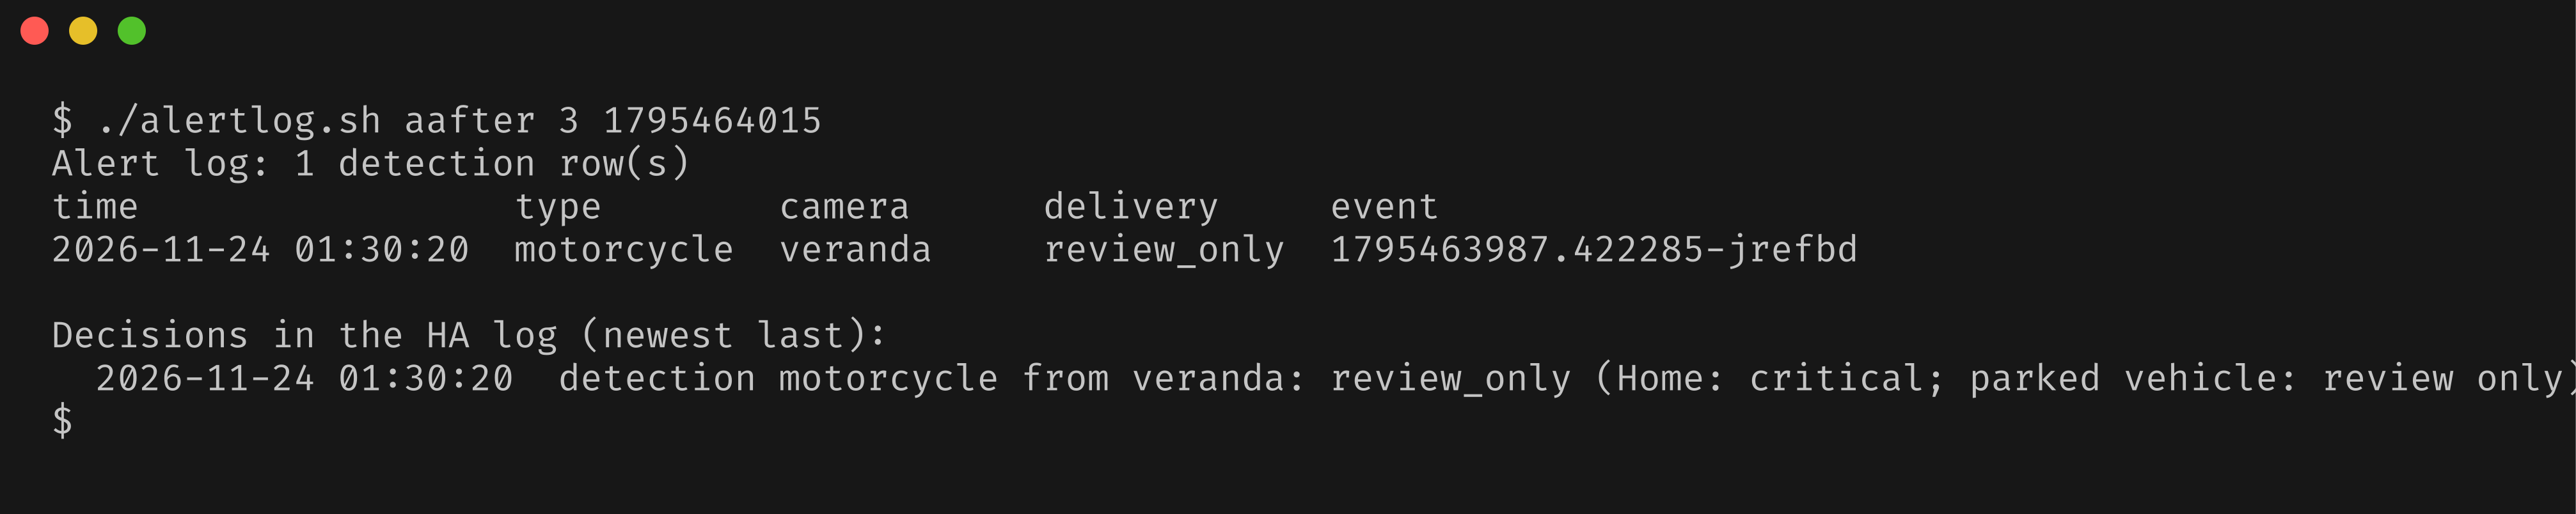 $ ./alertlog.sh aafter 3 1795464015
Alert log: 1 detection row(s)
time                 type        camera      delivery     event
2026-11-24 01:30:20  motorcycle  veranda     review_only  1795463987.422285-jrefbd
Decisions in the HA log (newest last):
  2026-11-24 01:30:20  detection motorcycle from veranda: review_only (Home: critical; parked vehicle: review only)
$